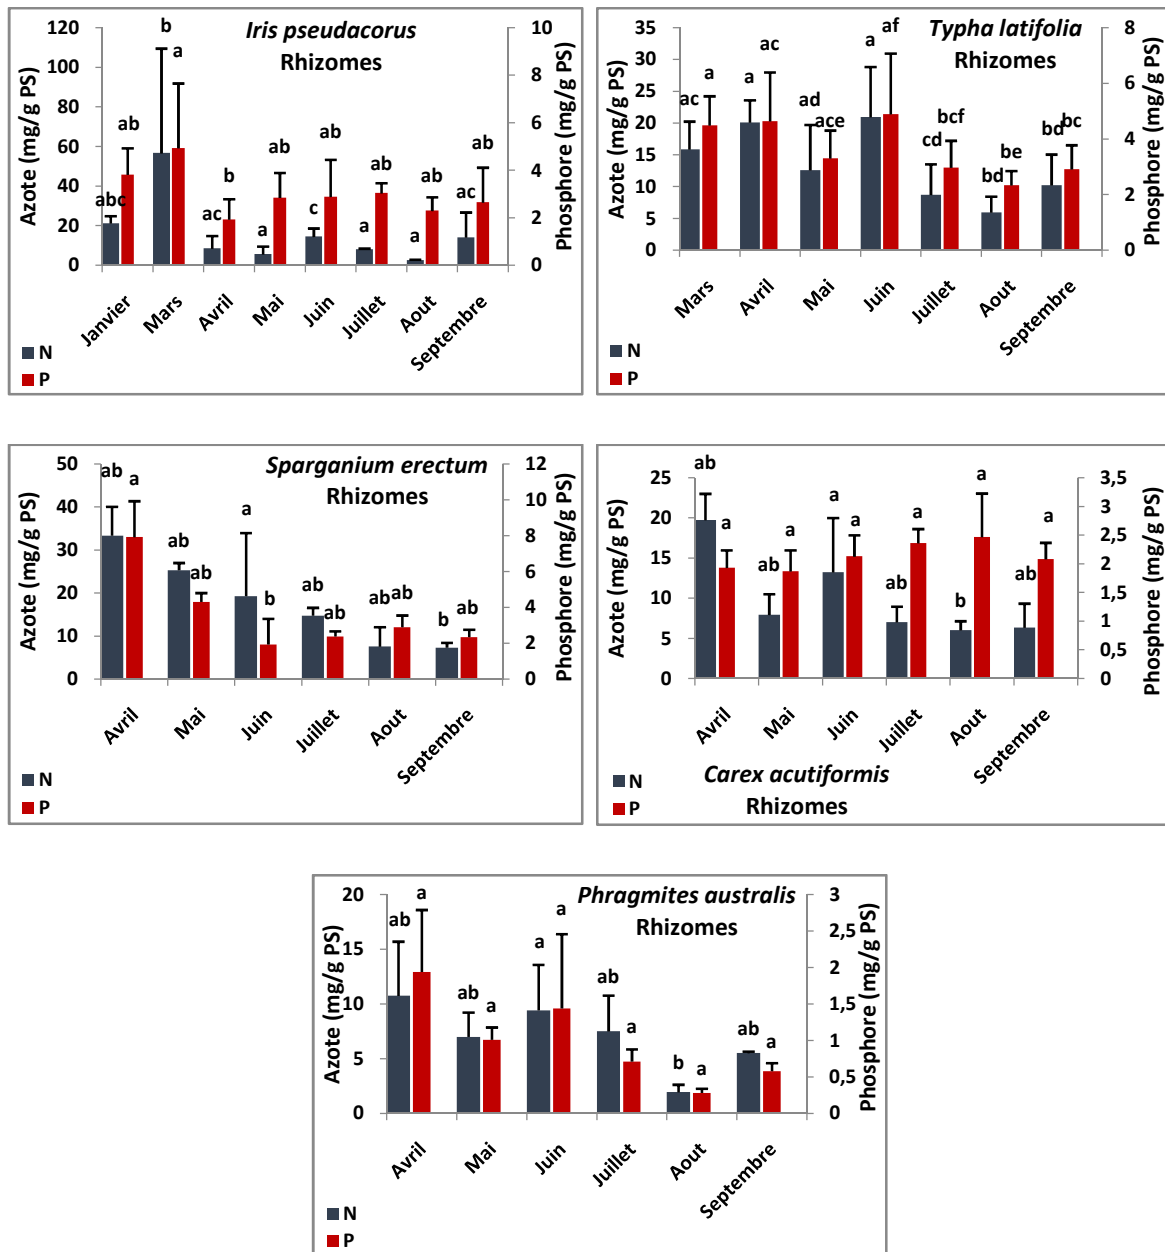 Iris pseudacorus
Rhizomes
Azote (mg/g PS)
Phosphore (mg/g PS)
120
100
80
60
40
20
0
10
8
6
4
2
0
abc ab b a ac b a ab c ab a ab a ab ac ab
Janvier Mars Avril Mai Juin Juillet Aout Septembre
N
P
Typha latifolia
Rhizomes
Azote (mg/g PS)
Phosphore (mg/g PS)
35
30
25
20
15
10
5
0
8
6
4
2
0
ac a a ac ad ace a af cd bcf bd be bd bc
Mars Avril Mai Juin Juillet Aout Septembre
N
P
Sparganium erectum
Rhizomes
Azote (mg/g PS)
Phosphore (mg/g PS)
50
40
30
20
10
0
12
10
8
6
4
2
0
ab a ab ab a b ab ab ab ab b ab
Avril Mai Juin Juillet Aout Septembre
N
P
Azote (mg/g PS)
Phosphore (mg/g PS)
25
20
15
10
5
0
3,5
3
2,5
2
1,5
1
0,5
0
ab a ab a a a ab a b a ab a
Avril Mai Juin Juillet Aout Septembre
N
P
Carex acutiformis
Rhizomes
Phragmites australis
Rhizomes
Azote (mg/g PS)
Phosphore (mg/g PS)
20
15
10
5
0
3
2,5
2
1,5
1
0,5
0
ab a ab a a a ab a b a ab a
Avril Mai Juin Juillet Aout Septembre
N
P